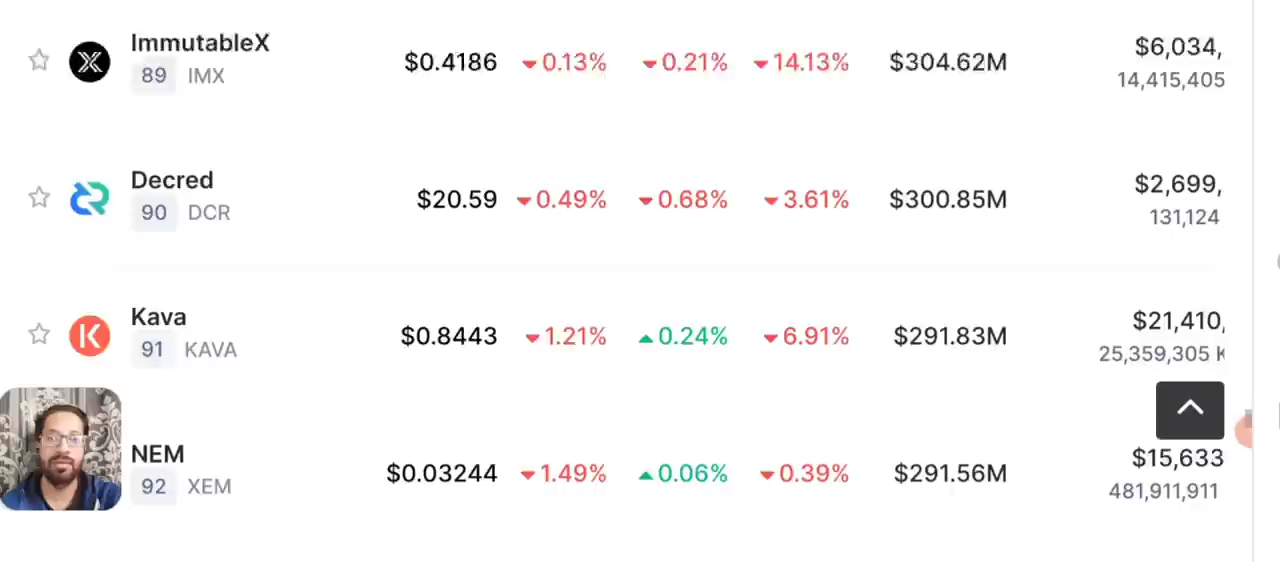 ImmutableX
89 IMX
$0.4186 0.13% 0.21% 14.13% $304.62M
$6,034,
14,415,405
Decred
90 DCR
$20.59 0.49% 0.68% 3.61% $300.85M
$2,699,
131,124
Kava
91 KAVA
$0.8443 1.21% 0.24% 6.91% $291.83M
$21,410,
25,359,305 K
NEM
92 XEM
$0.03244 1.49% 0.06% 0.39% $291.56M
$15,633
481,911,911